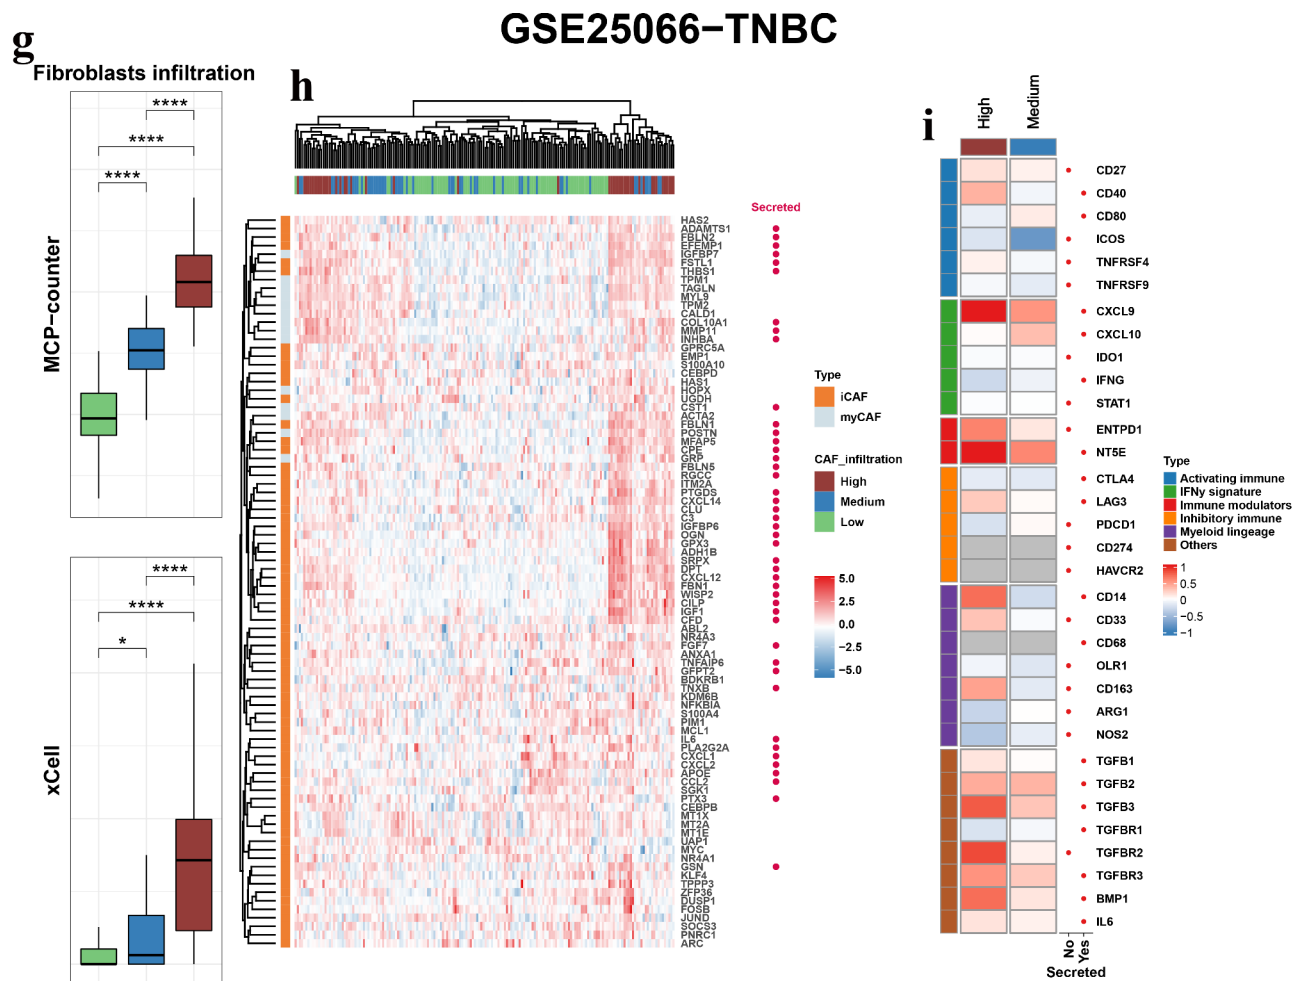 GSE25066−TNBC
g
Fibroblasts infiltration
MCP−counter
****
****
****
xCell
****
****
*
h
Secreted
HAS2
ADAMTS1
FBLN2
EFEMP1
IGFBP7
FSTL1
THBS1
TPM1
TAGLN
MYL9
TPM2
CALD1
COL10A1
MMP11
INHBA
GPRC5A
EMP1
S100A10
CEBPD
HAS1
HOPX
UGDH
CST1
ACTA2
FBLN1
POSTN
MFAP5
CPE
GRP
FBLN5
RGCC
ITM2A
PTGDS
CXCL14
CLU
C3
IGFBP6
OGN
GPX3
ADH1B
SRPX
DPT
CXCL12
FBN1
WISP2
CILP
IGF1
CFD
ABL2
NR4A3
FGF7
ANXA1
TNFAIP6
GFPT2
BDKRB1
TNXB
KDM6B
NFKBIA
S100A4
PIM1
MCL1
IL6
PLA2G2A
CXCL1
CXCL2
APOE
CCL2
SGK1
PTX3
CEBPB
MT1X
MT2A
MT1E
UAP1
MYC
NR4A1
GSN
KLF4
TPPP3
ZFP36
DUSP1
FOSB
JUND
SOCS3
PNRC1
ARC
Type
iCAF
myCAF
CAF_infiltration
High
Medium
Low
5.0
2.5
0.0
−2.5
−5.0
i
High
Medium
CD27
CD40
CD80
ICOS
TNFRSF4
TNFRSF9
CXCL9
CXCL10
IDO1
IFNG
STAT1
ENTPD1
NT5E
CTLA4
LAG3
PDCD1
CD274
HAVCR2
CD14
CD33
CD68
OLR1
CD163
ARG1
NOS2
TGFB1
TGFB2
TGFB3
TGFBR1
TGFBR2
TGFBR3
BMP1
IL6
No
Yes
Secreted
Type
Activating immune
IFNy signature
Immune modulators
Inhibitory immune
Myeloid lingeage
Others
1
0.5
0
−0.5
−1